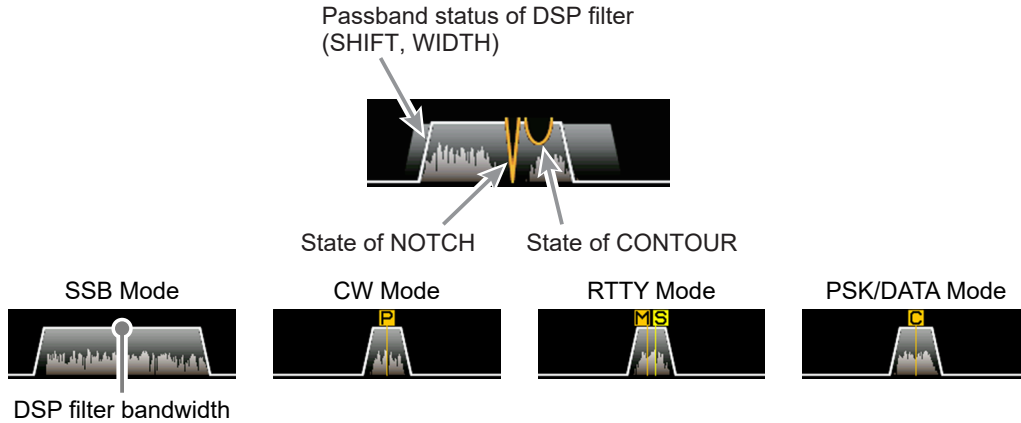 Passband status of DSP filter
(SHIFT, WIDTH)
State of NOTCH
State of CONTOUR
SSB Mode
CW Mode
RTTY Mode
PSK/DATA Mode
P
M S
C
DSP filter bandwidth